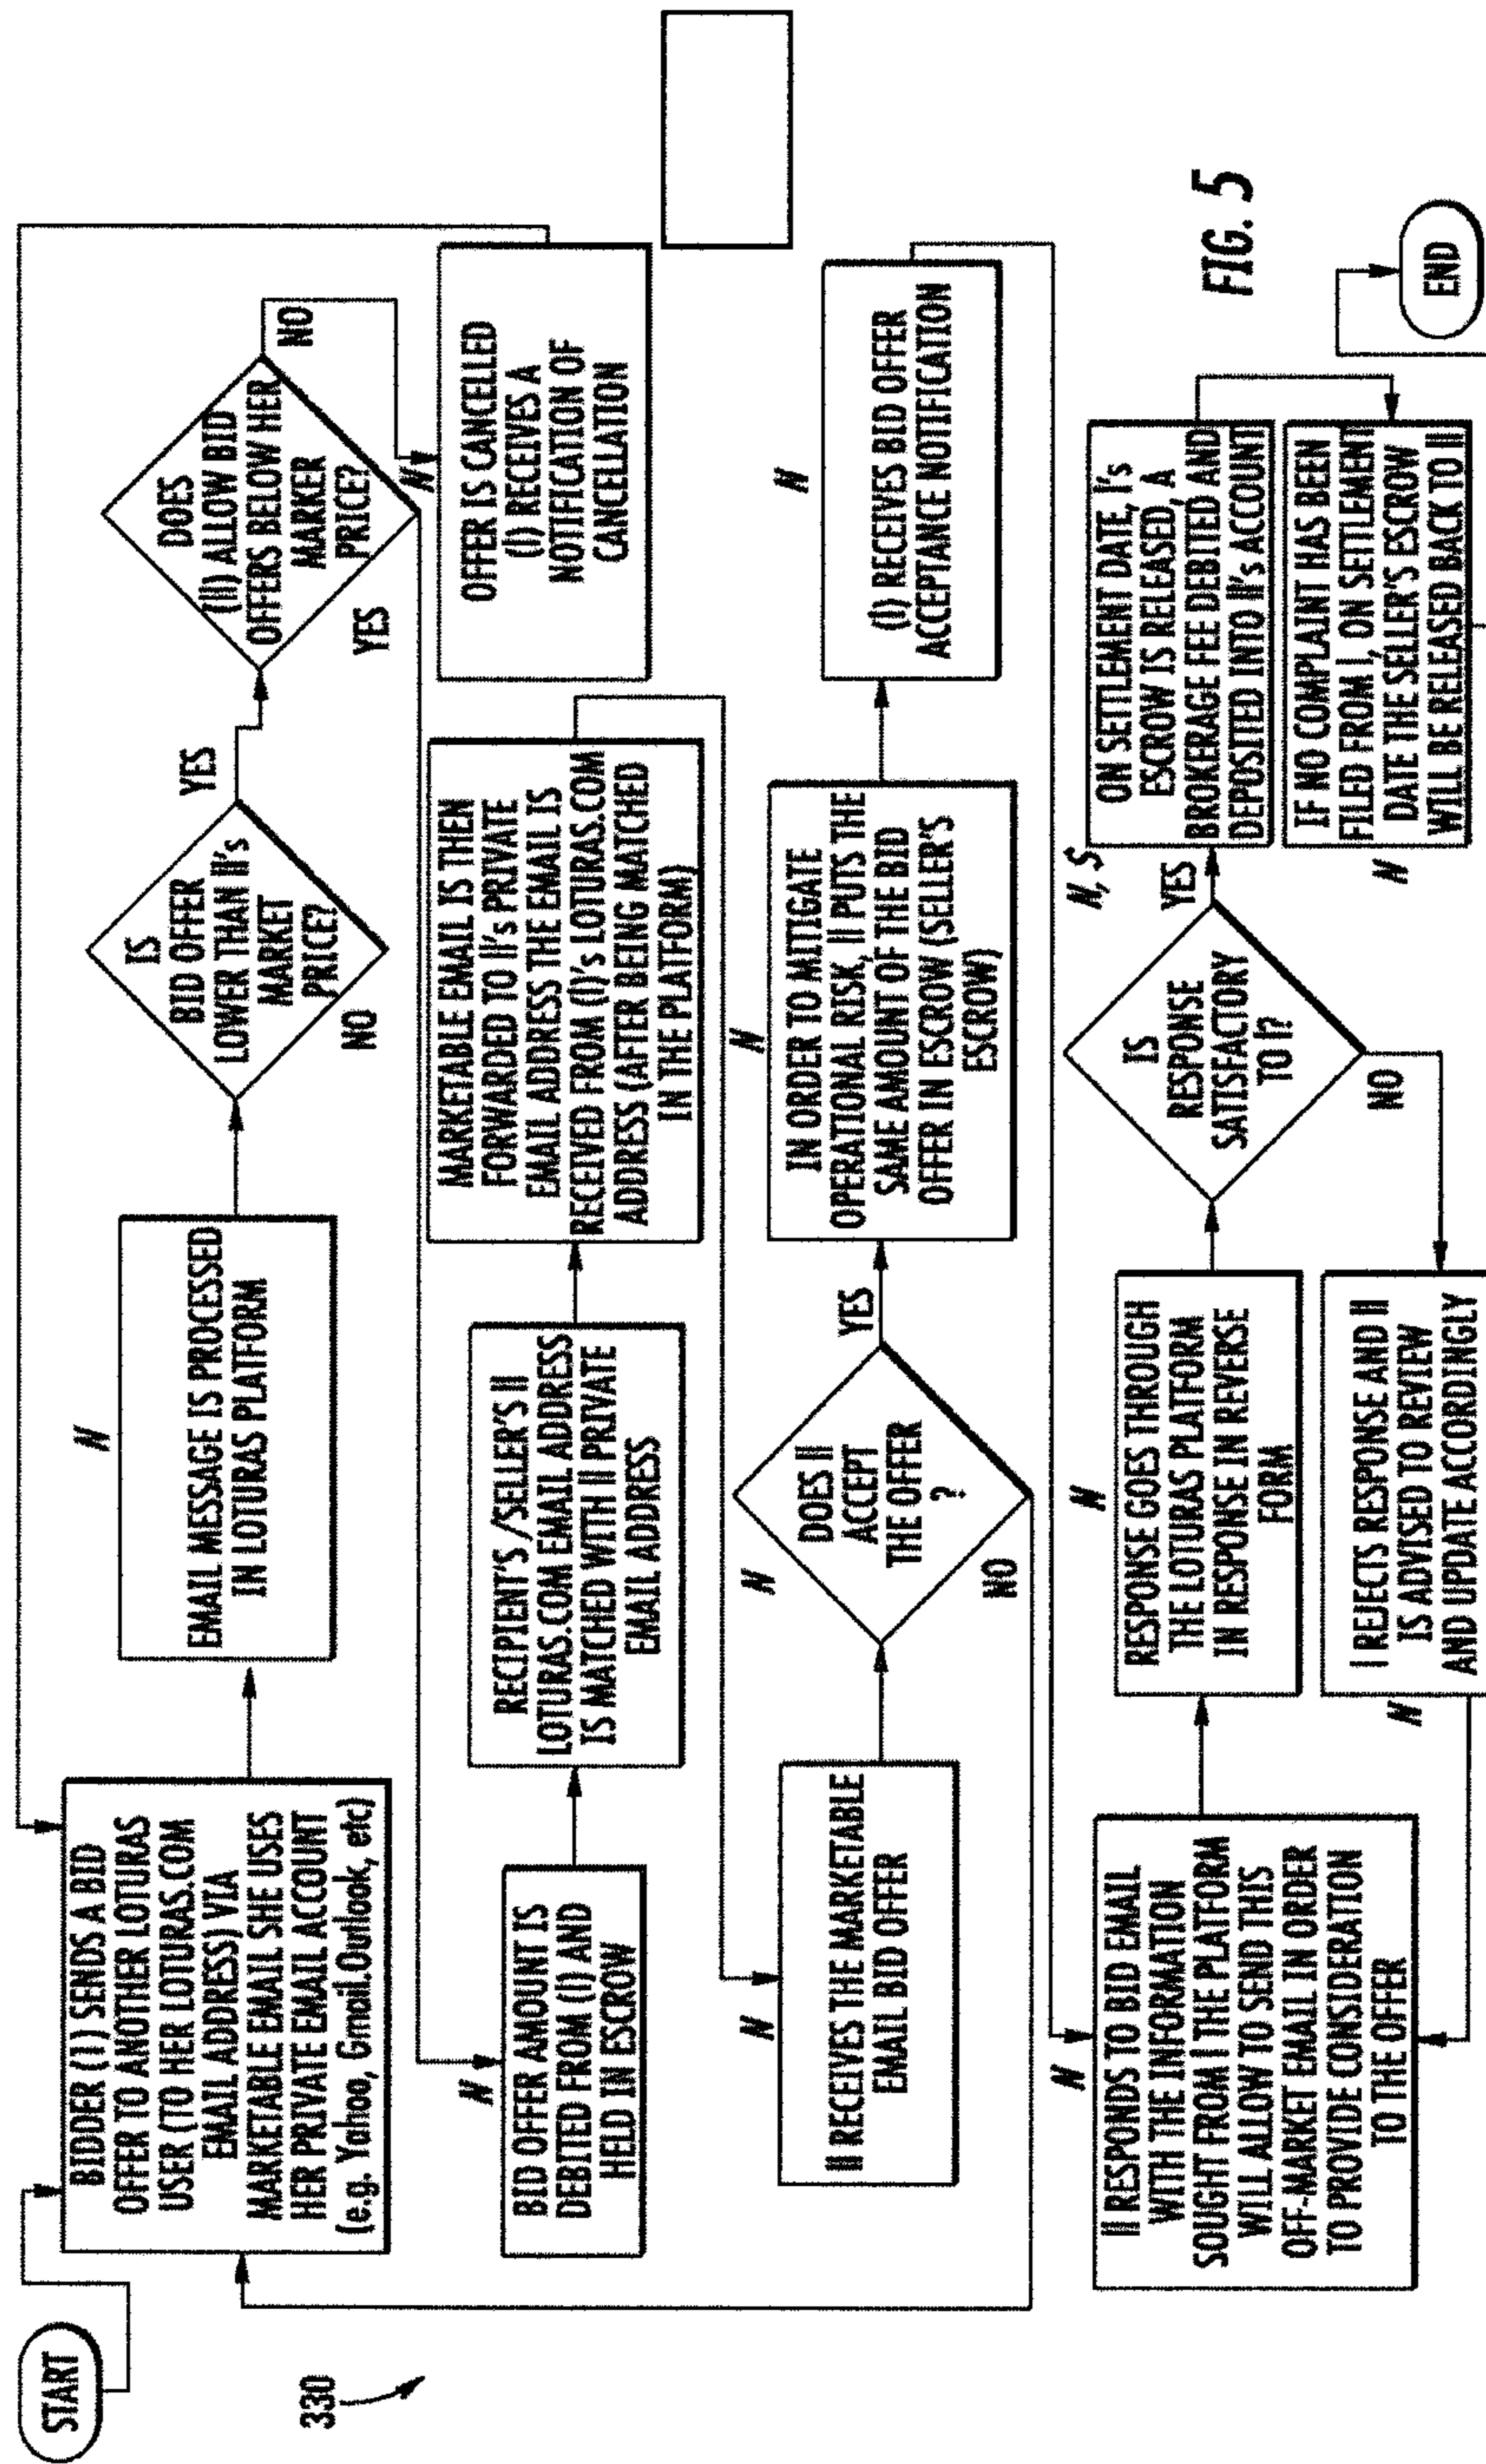 START
330
BIDDER (1) SENDS A BID
OFFER TO ANOTHER LOTURAS
USER (TO HER LOTURAS.COM
EMAIL ADDRESS) VIA
MARKETABLE EMAIL SHE USES
HER PRIVATE EMAIL ACCOUNT
(e.g. Yahoo, Gmail.Outlook, etc)
N
EMAIL MESSAGE IS PROCESSED
IN LOTURAS PLATFORM
IS
BID OFFER
LOWER THAN II's
MARKET
PRICE?
YES
NO
DOES
(II) ALLOW BID
OFFERS BELOW HER
MARKER
PRICE?
NO
YES
N
OFFER IS CANCELLED
(I) RECEIVES A
NOTIFICATION OF
CANCELLATION
N
BID OFFER AMOUNT IS
DEBITED FROM (I) AND
HELD IN ESCROW
RECIPIENT'S /SELLER'S II
LOTURAS.COM EMAIL ADDRESS
IS MATCHED WITH II PRIVATE
EMAIL ADDRESS
MARKETABLE EMAIL IS THEN
FORWARDED TO II's PRIVATE
EMAIL ADDRESS THE EMAIL IS
RECEIVED FROM (I)'s LOTURAS.COM
ADDRESS (AFTER BEING MATCHED
IN THE PLATFORM)
N
II RECEIVES THE MARKETABLE
EMAIL BID OFFER
N
DOES II
ACCEPT
THE OFFER
?
YES
NO
N
IN ORDER TO MITIGATE
OPERATIONAL RISK, II PUTS THE
SAME AMOUNT OF THE BID
OFFER IN ESCROW (SELLER'S
ESCROW)
N
(I) RECEIVES BID OFFER
ACCEPTANCE NOTIFICATION
N
II RESPONDS TO BID EMAIL
WITH THE INFORMATION
SOUGHT FROM I THE PLATFORM
WILL ALLOW TO SEND THIS
OFF-MARKET EMAIL IN ORDER
TO PROVIDE CONSIDERATION
TO THE OFFER
N
RESPONSE GOES THROUGH
THE LOTURAS PLATFORM
IN RESPONSE IN REVERSE
FORM
IS
RESPONSE
SATISFACTORY
TO I?
YES
NO
N
I REJECTS RESPONSE AND II
IS ADVISED TO REVIEW
AND UPDATE ACCORDINGLY
N, S
ON SETTLEMENT DATE, I's
ESCROW IS RELEASED, A
BROKERAGE FEE DEBITED AND
DEPOSITED INTO II's ACCOUNT
N
IF NO COMPLAINT HAS BEEN
FILED FROM I, ON SETTLEMENT
DATE THE SELLER'S ESCROW
WILL BE RELEASED BACK TO II
END
FIG. 5